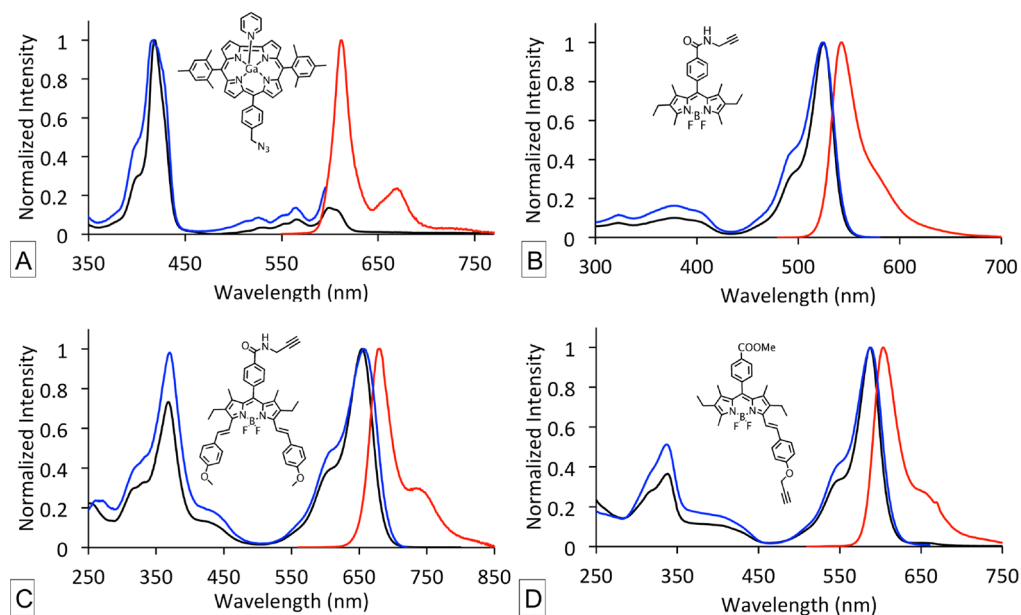 Normalized Intensity
1
0.8
0.6
0.4
0.2
0
N
N N
Ga
N N
N3
350 450 550 650 750
Wavelength (nm)
A
Normalized Intensity
1
0.8
0.6
0.4
0.2
0
H
O N
N B N
F F
300 400 500 600 700
Wavelength (nm)
B
Normalized Intensity
1
0.8
0.6
0.4
0.2
0
H
O N
N B N
F F
O O
250 350 450 550 650 750 850
Wavelength (nm)
C
Normalized Intensity
1
0.8
0.6
0.4
0.2
0
COOMe
N B N
F F
O
250 350 450 550 650 750
Wavelength (nm)
D